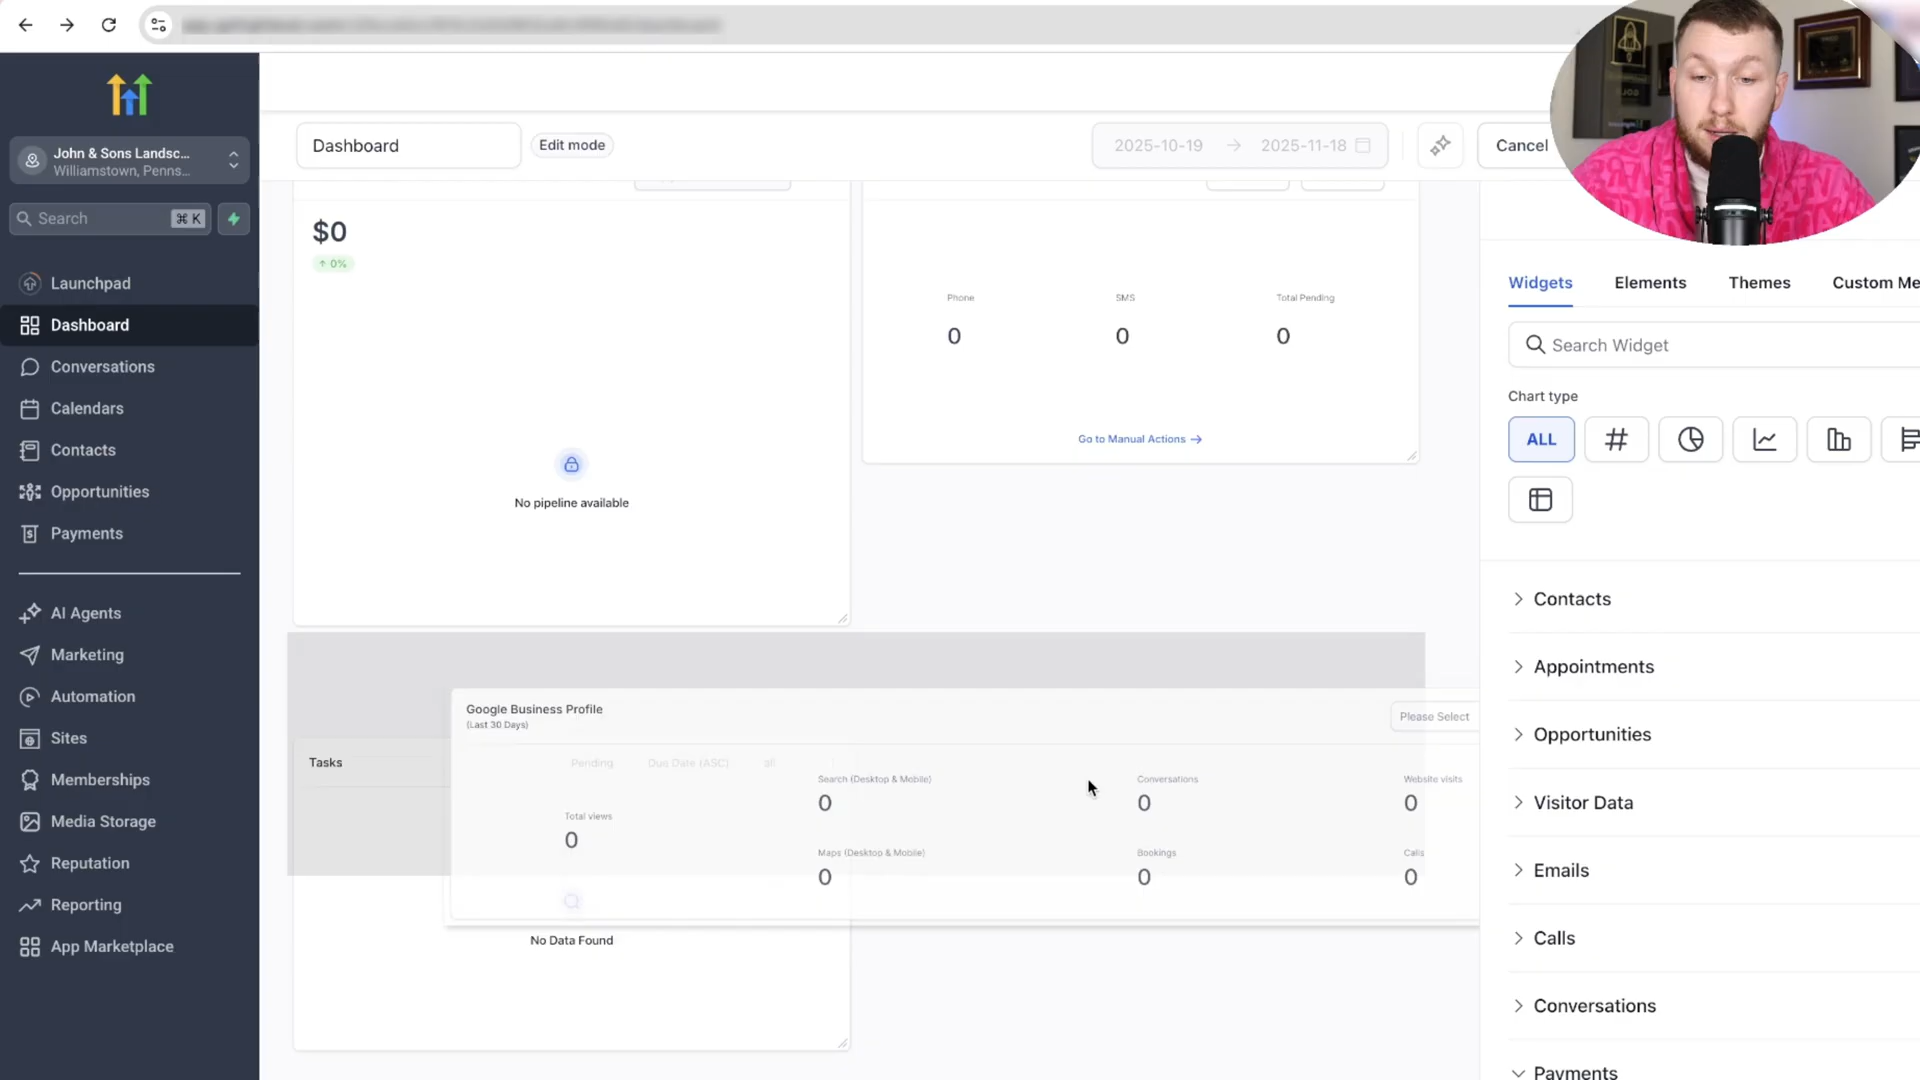 John & Sons Landsc...
Williamstown, Penns...
Search
⌘ K
Launchpad
Dashboard
Conversations
Calendars
Contacts
Opportunities
Payments
AI Agents
Marketing
Automation
Sites
Memberships
Media Storage
Reputation
Reporting
App Marketplace
Dashboard
Edit mode
2025-10-19 → 2025-11-18
Cancel
$0
↑ 0%
No pipeline available
Phone
SMS
Total Pending
0
0
0
Go to Manual Actions →
Google Business Profile
(Last 30 Days)
Please Select
Tasks
Pending
Due Date (ASC)
all
Total views
0
Search (Desktop & Mobile)
0
Conversations
0
Website visits
0
Maps (Desktop & Mobile)
0
Bookings
0
Calls
0
No Data Found
Widgets
Elements
Themes
Custom Me
Search Widget
Chart type
ALL
#
Contacts
Appointments
Opportunities
Visitor Data
Emails
Calls
Conversations
Payments